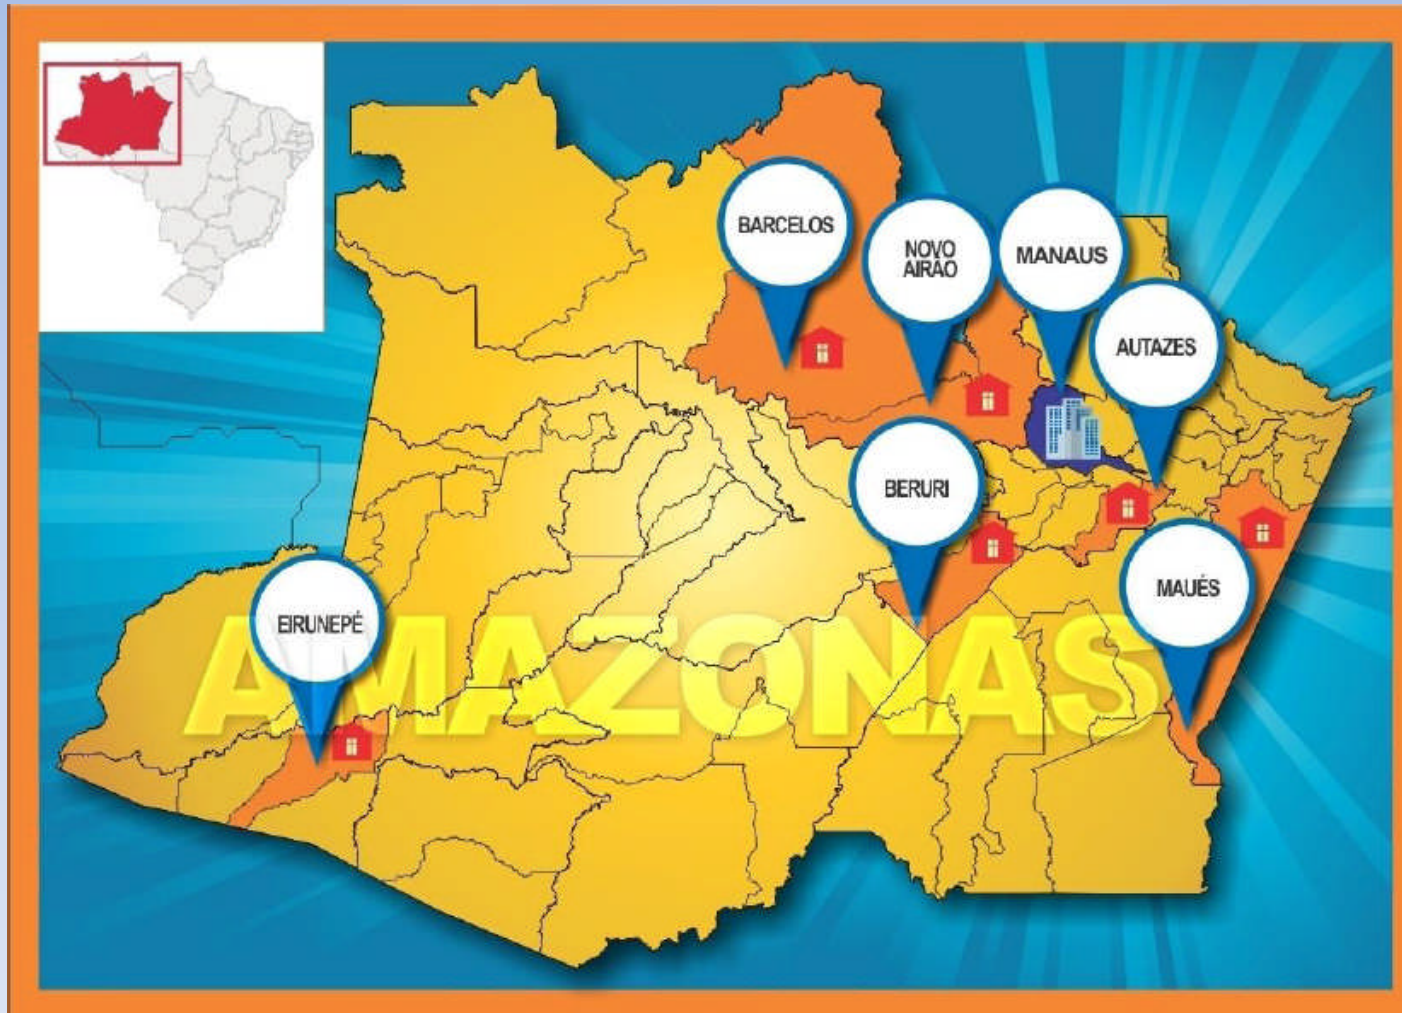 BARCELOS
NOVO
AIRÃO
MANAUS
AUTAZES
BERURI
MAUÉS
EIRUNEPÉ
AMAZONAS